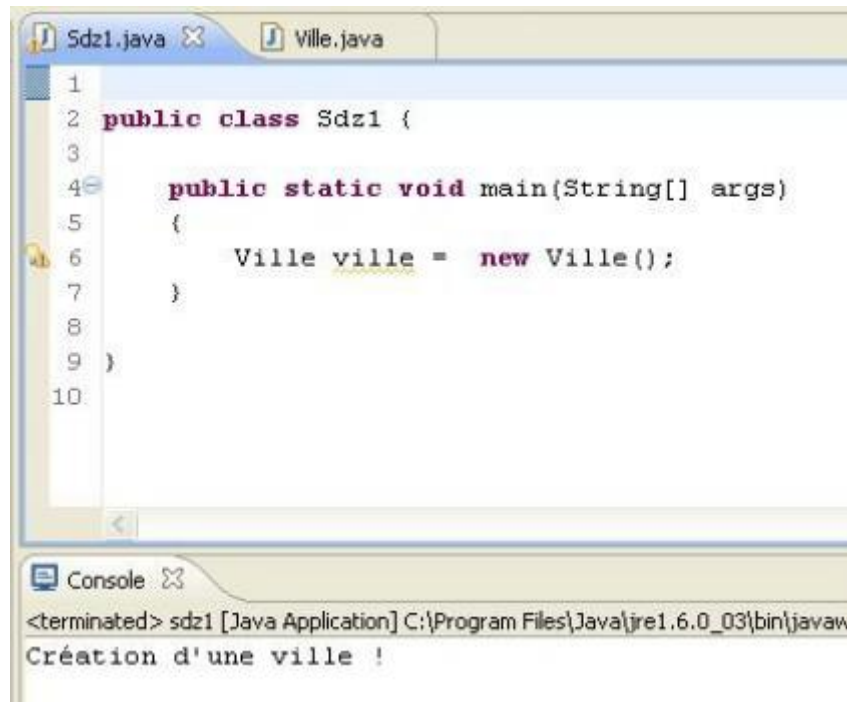 Sdz1.java Ville.java
1
2 public class Sdz1 {
3
4 public static void main(String[] args)
5 {
6 Ville ville = new Ville();
7 }
8
9 }
10
Console
<terminated> sdz1 [Java Application] C:\Program Files\Java\jre1.6.0_03\bin\javaw
Création d'une ville !